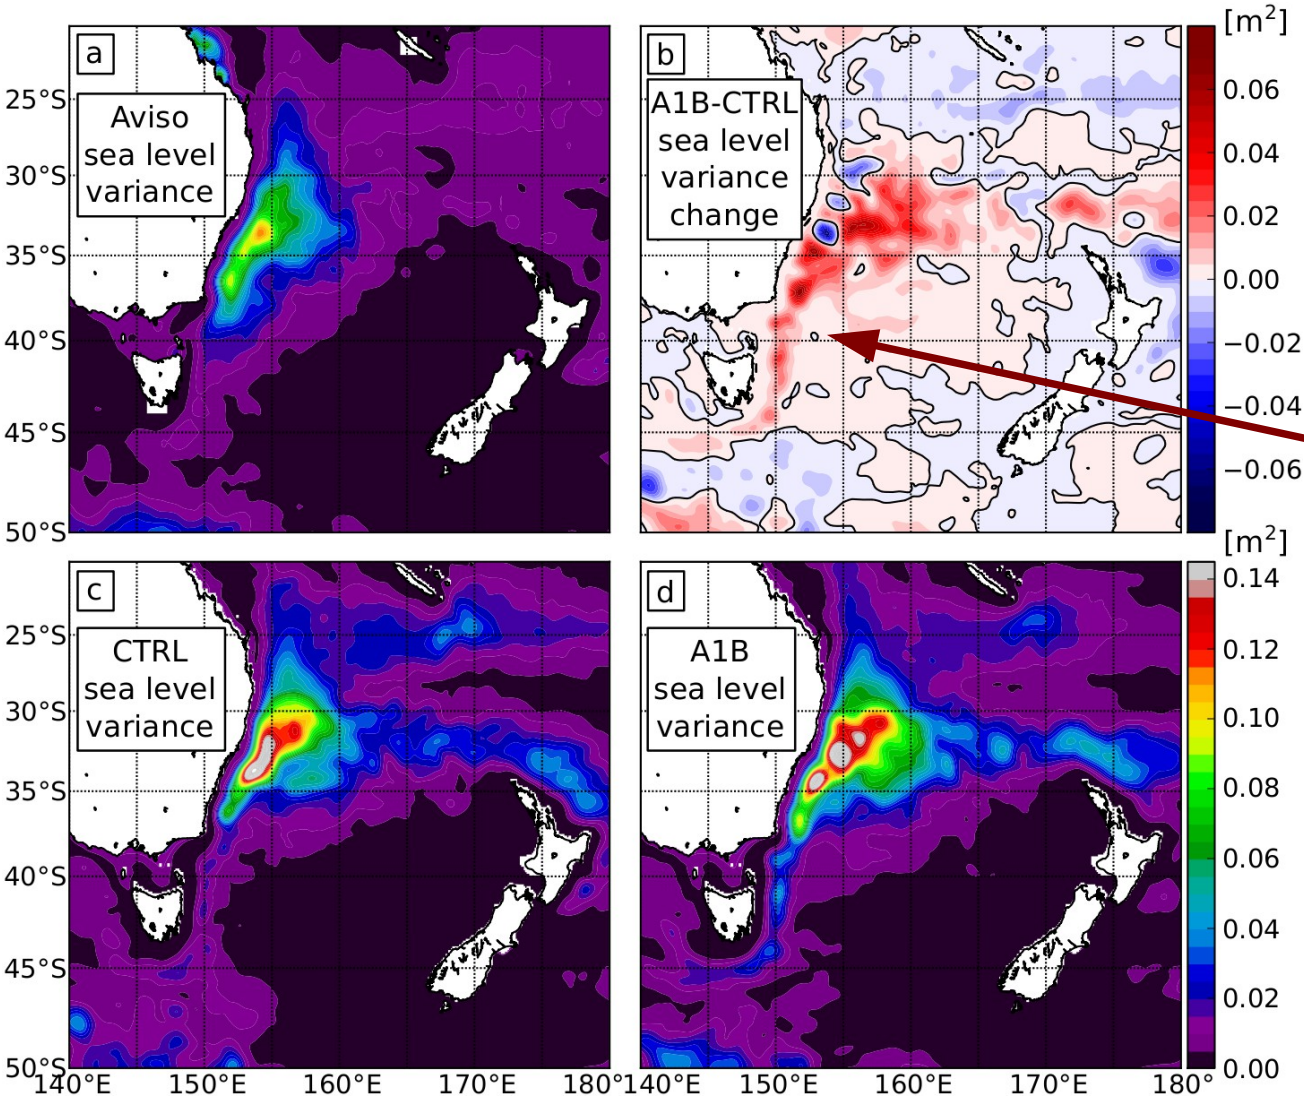 a
Aviso
sea level
variance
25°S
30°S
35°S
40°S
45°S
50°S
b
A1B-CTRL
sea level
variance
change
[m²]
0.06
0.04
0.02
0.00
−0.02
−0.04
−0.06
c
CTRL
sea level
variance
25°S
30°S
35°S
40°S
45°S
50°S
140°E 150°E 160°E 170°E 180°
d
A1B
sea level
variance
140°E 150°E 160°E 170°E 180°
[m²]
0.14
0.12
0.10
0.08
0.06
0.04
0.02
0.00